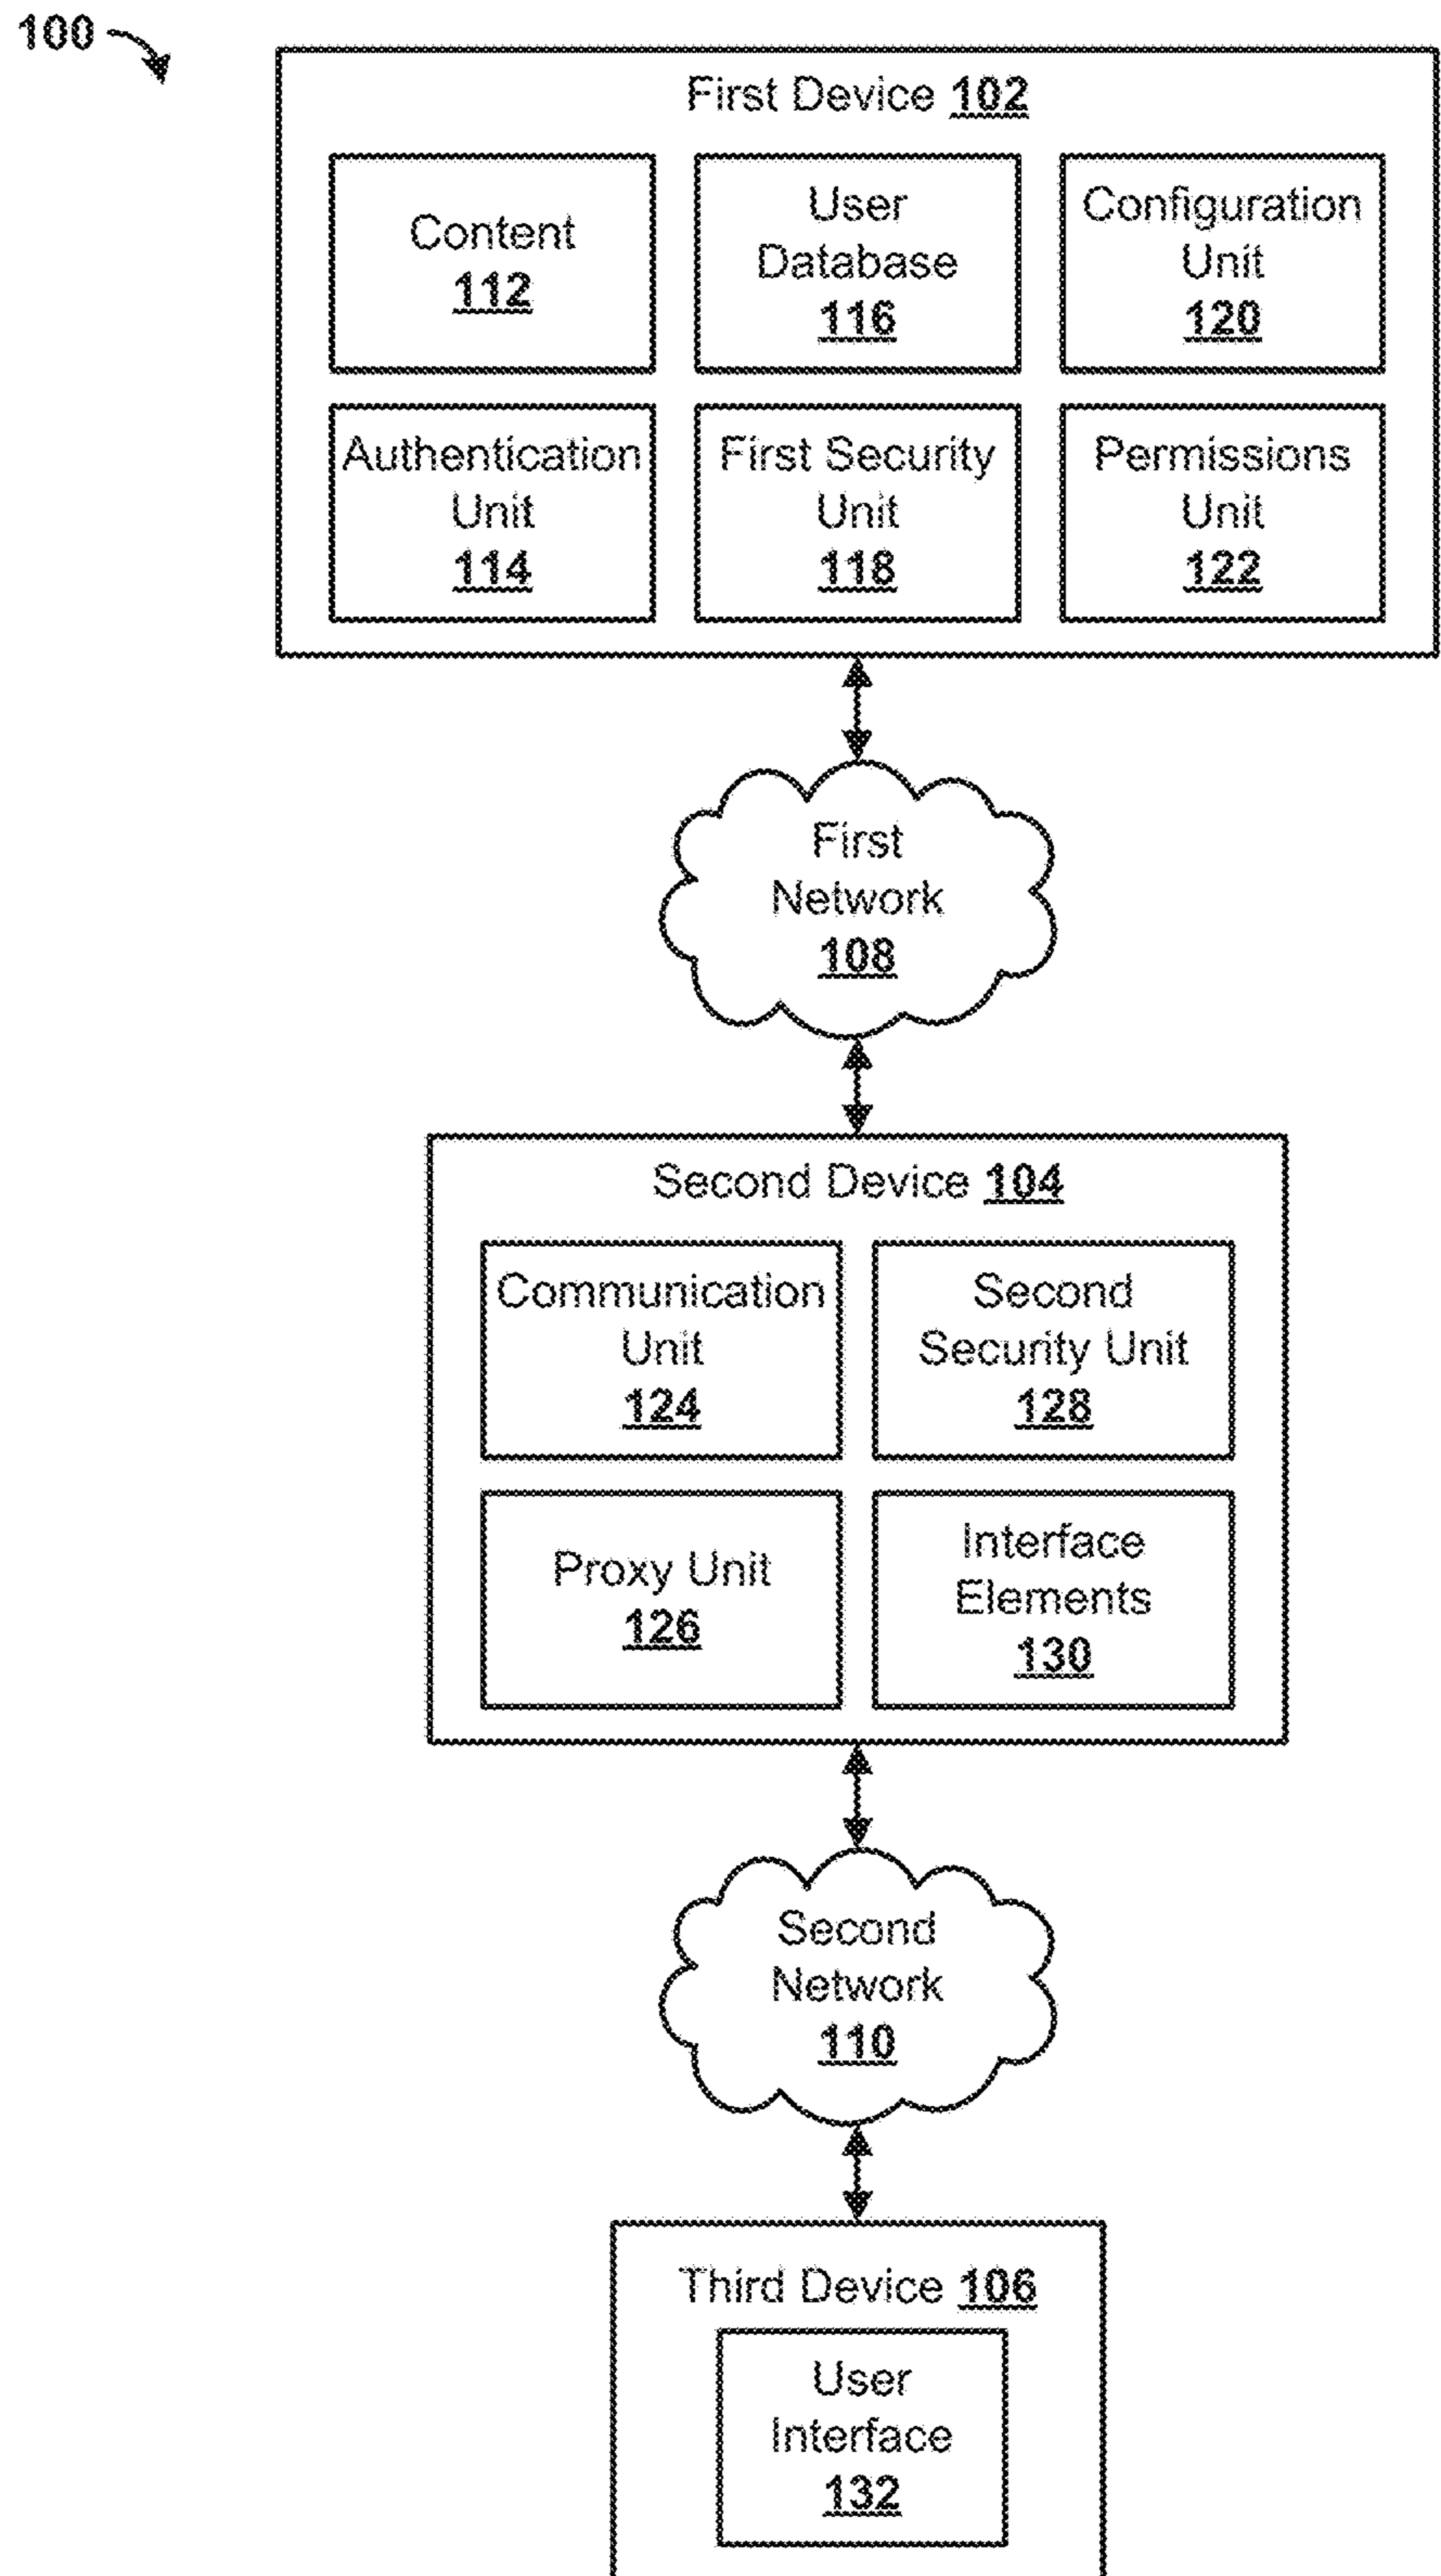 100
First Device 102
Content
112
User
Database
116
Configuration
Unit
120
Authentication
Unit
114
First Security
Unit
118
Permissions
Unit
122
First
Network
108
Second Device 104
Communication
Unit
124
Second
Security Unit
128
Proxy Unit
126
Interface
Elements
130
Second
Network
110
Third Device 106
User
Interface
132